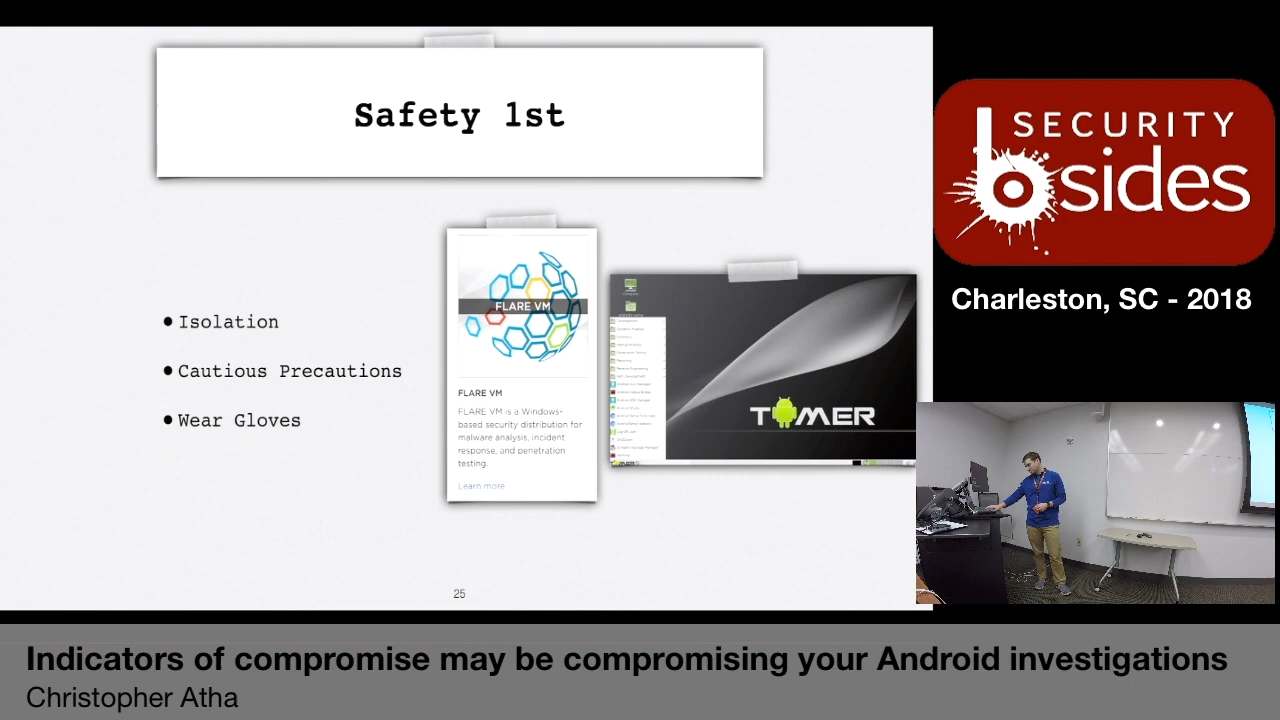 Safety 1st
• Isolation
• Cautious Precautions
• Wear Gloves
FLARE VM
FLARE VM
FLARE VM is a Windows-
based security distribution for
malware analysis, incident
response, and penetration
testing.
Learn more
25
SECURITY
bsides
Charleston, SC - 2018
Indicators of compromise may be compromising your Android investigations
Christopher Atha